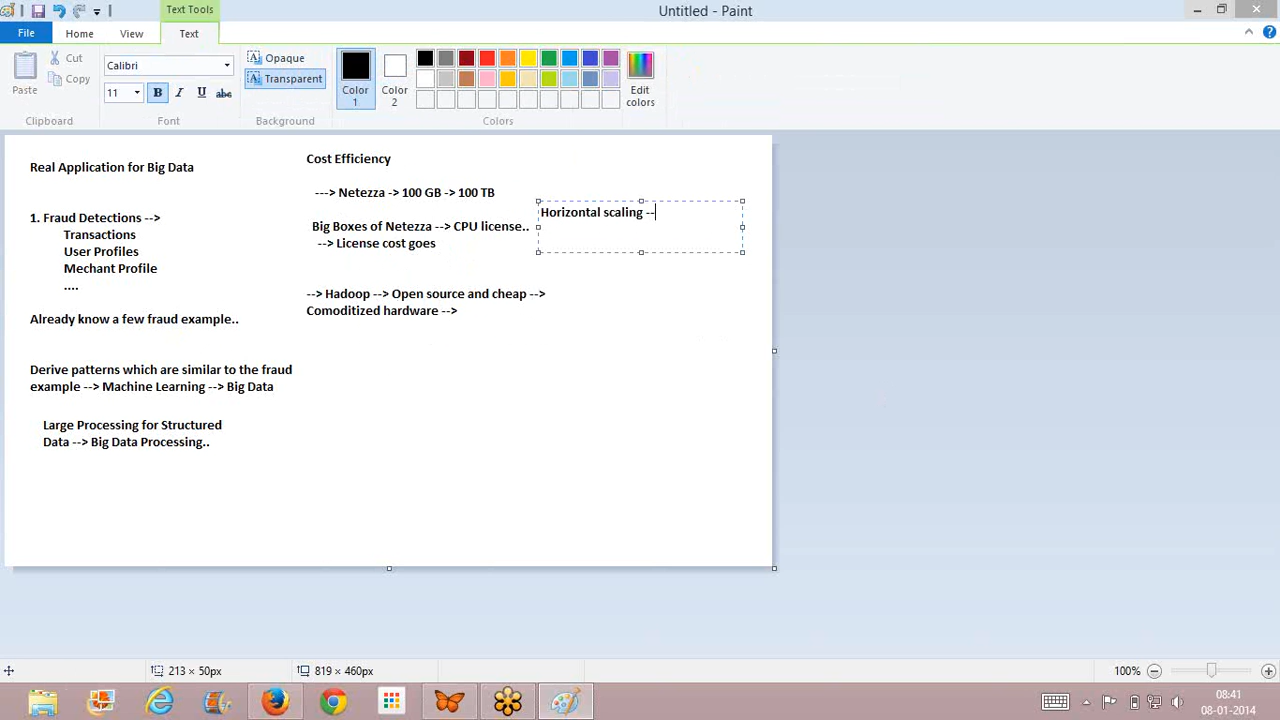 Text Tools
Untitled - Paint
File
Home
View
Text
Paste
Cut
Copy
Clipboard
Calibri
11
B
I
U
abc
Font
Opaque
Transparent
Background
Color
1
Color
2
Edit
colors
Colors
Real Application for Big Data
1. Fraud Detections -->
Transactions
User Profiles
Mechant Profile
....
Already know a few fraud example..
Derive patterns which are similar to the fraud
example --> Machine Learning --> Big Data
Large Processing for Structured
Data --> Big Data Processing..
Cost Efficiency
---> Netezza -> 100 GB -> 100 TB
Big Boxes of Netezza --> CPU license..
--> License cost goes
--> Hadoop --> Open source and cheap -->
Comoditized hardware -->
Horizontal scaling --
213 × 50px
819 × 460px
100%
08:41
08-01-2014